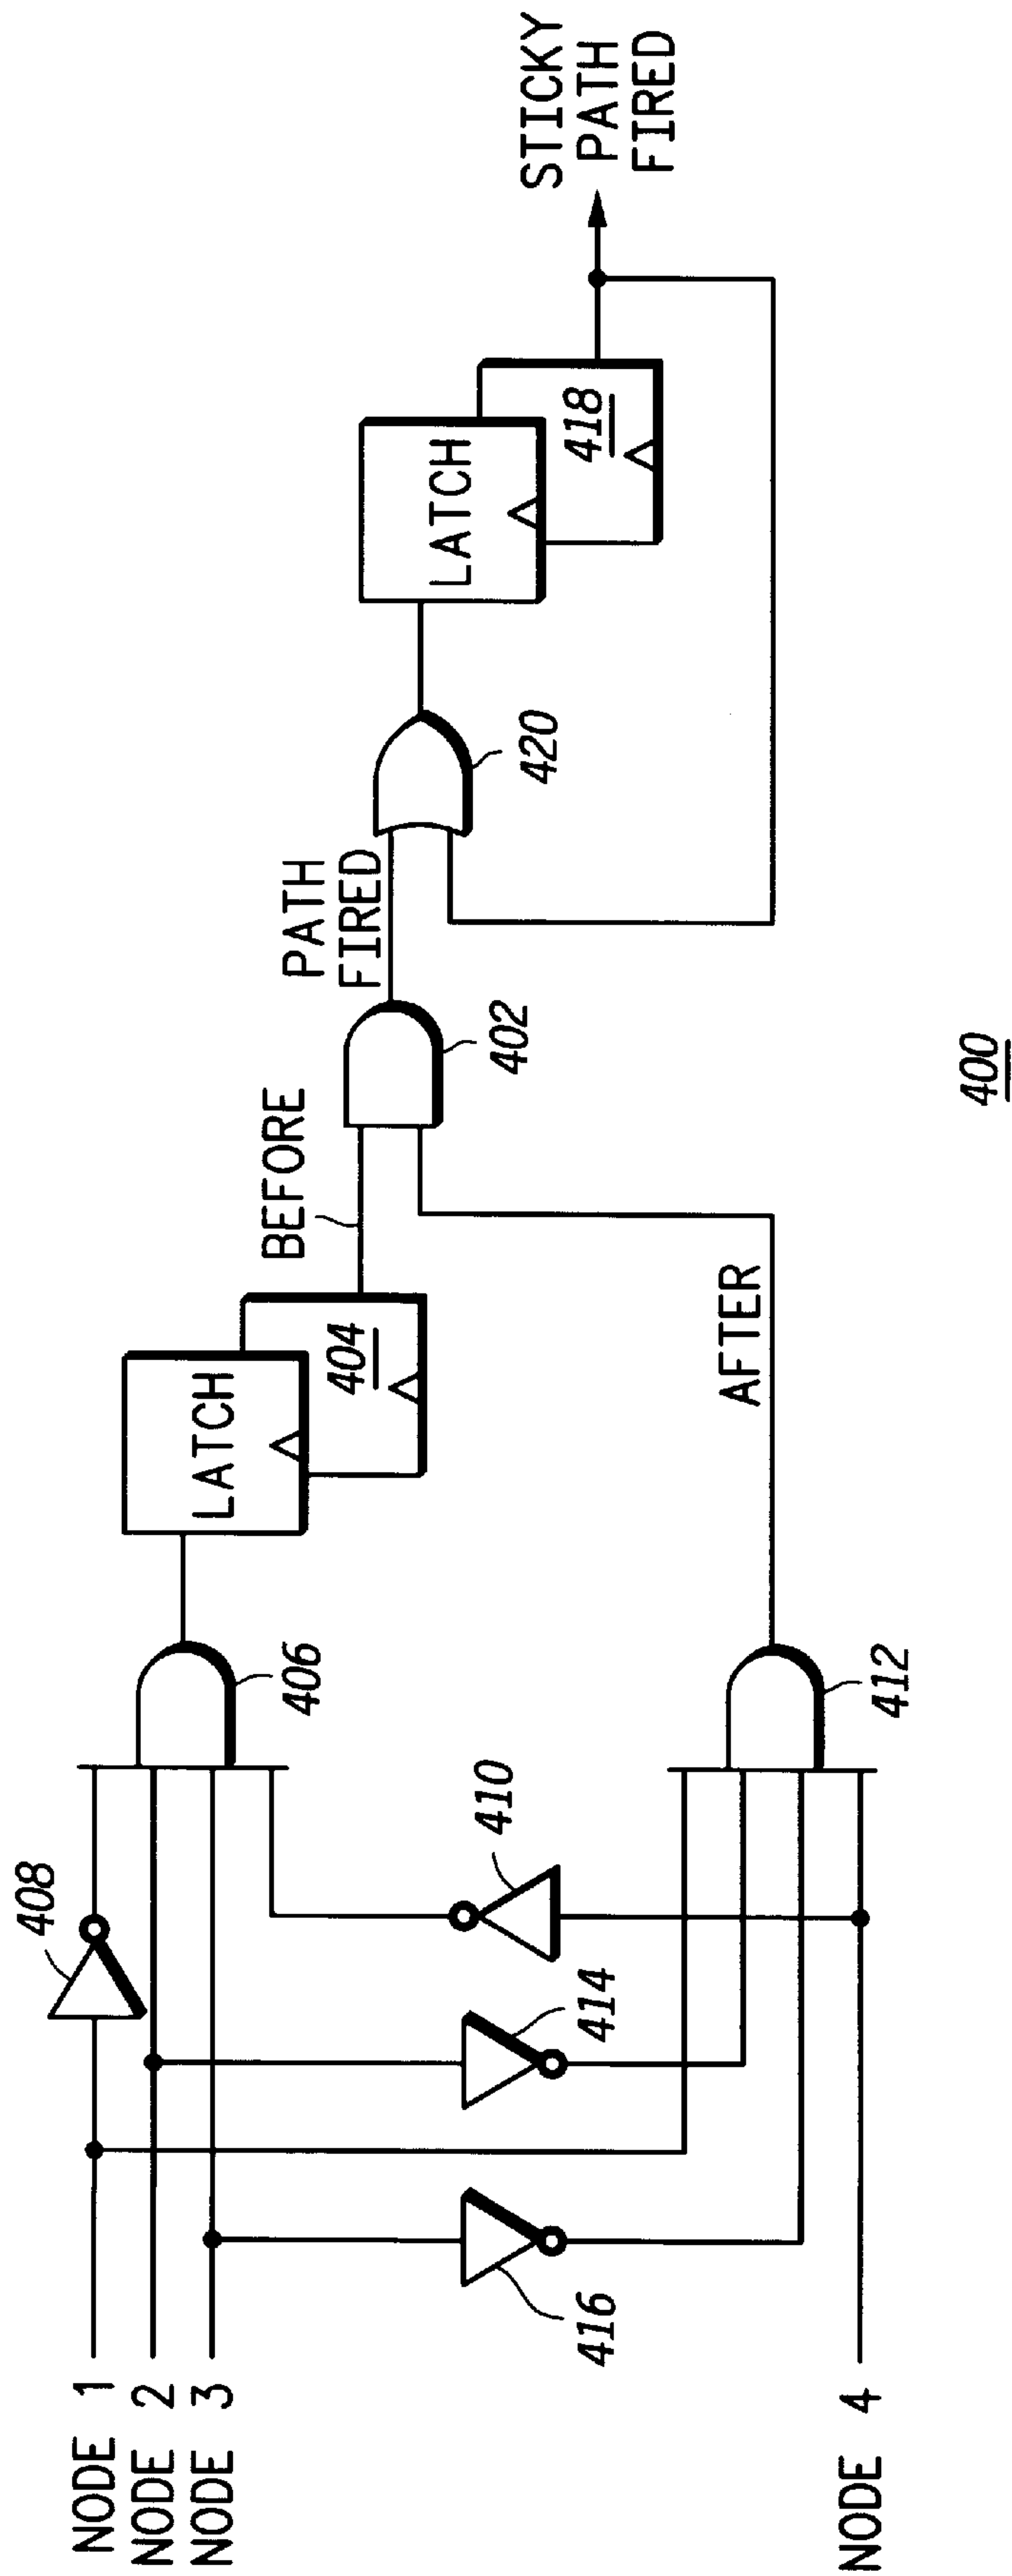 NODE 1
NODE 2
NODE 3
NODE 4
408
416
414
410
406
412
LATCH
404
BEFORE
AFTER
402
PATH
FIRED
420
LATCH
418
STICKY
PATH
FIRED
400